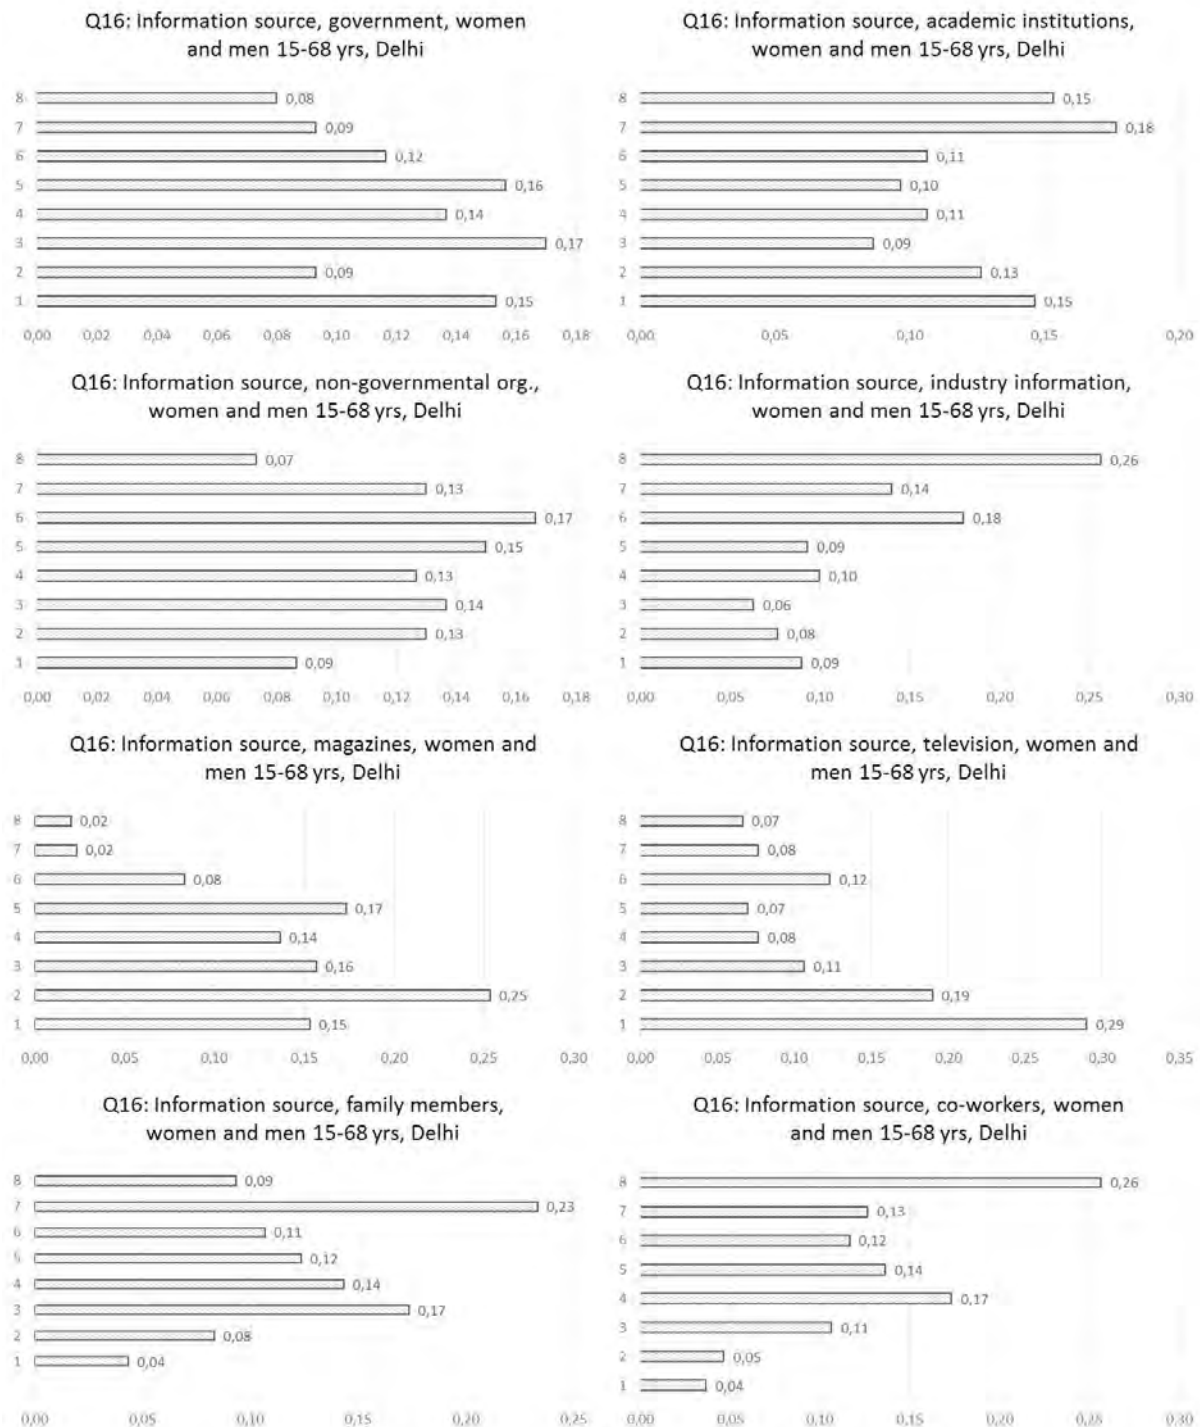 Q16: Information source, government, women
and men 15-68 yrs, Delhi
8 0,08
7 0,09
6 0,12
5 0,16
4 0,14
3 0,17
2 0,09
1 0,15
0,00 0,02 0,04 0,06 0,08 0,10 0,12 0,14 0,16 0,18
Q16: Information source, academic institutions,
women and men 15-68 yrs, Delhi
8 0,15
7 0,18
6 0,11
5 0,10
4 0,11
3 0,09
2 0,13
1 0,15
0,00 0,05 0,10 0,15 0,20
Q16: Information source, non-governmental org.,
women and men 15-68 yrs, Delhi
8 0,07
7 0,13
6 0,17
5 0,15
4 0,13
3 0,14
2 0,13
1 0,09
0,00 0,02 0,04 0,06 0,08 0,10 0,12 0,14 0,16 0,18
Q16: Information source, industry information,
women and men 15-68 yrs, Delhi
8 0,26
7 0,14
6 0,18
5 0,09
4 0,10
3 0,06
2 0,08
1 0,09
0,00 0,05 0,10 0,15 0,20 0,25 0,30
Q16: Information source, magazines, women and
men 15-68 yrs, Delhi
8 0,02
7 0,02
6 0,08
5 0,17
4 0,14
3 0,16
2 0,25
1 0,15
0,00 0,05 0,10 0,15 0,20 0,25 0,30
Q16: Information source, television, women and
men 15-68 yrs, Delhi
8 0,07
7 0,08
6 0,12
5 0,07
4 0,08
3 0,11
2 0,19
1 0,29
0,00 0,05 0,10 0,15 0,20 0,25 0,30 0,35
Q16: Information source, family members,
women and men 15-68 yrs, Delhi
8 0,09
7 0,23
6 0,11
5 0,12
4 0,14
3 0,17
2 0,08
1 0,04
0,00 0,05 0,10 0,15 0,20 0,25
Q16: Information source, co-workers, women
and men 15-68 yrs, Delhi
8 0,26
7 0,13
6 0,12
5 0,14
4 0,17
3 0,11
2 0,05
1 0,04
0,00 0,05 0,10 0,15 0,20 0,25 0,30